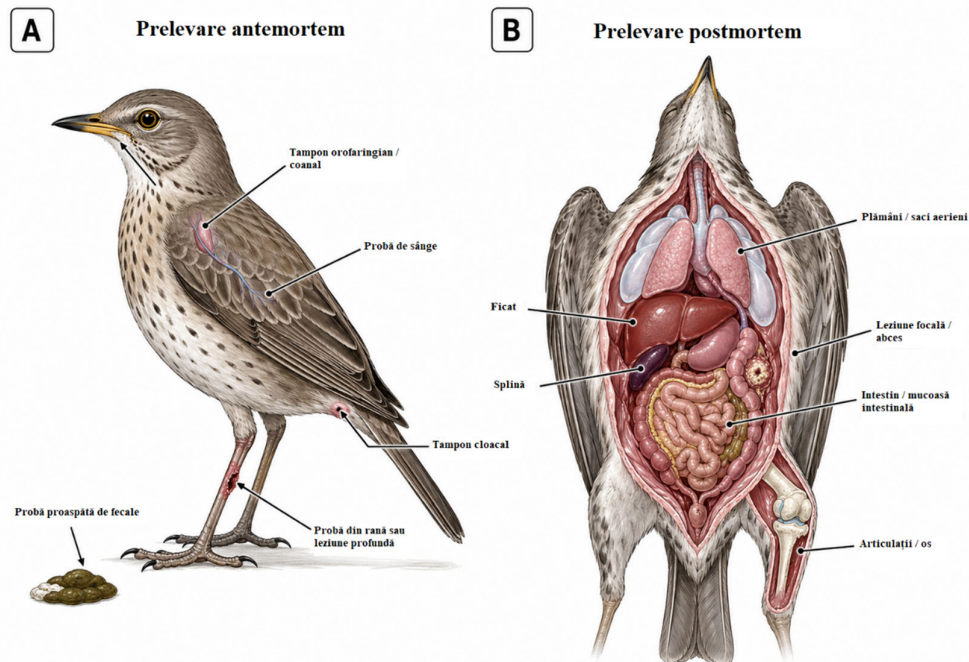 A
Prelevare antemortem
Tampon orofaringian /
coanal
Probă de sânge
Tampon cloacal
Probă proaspătă de fecale
Probă din rană sau
leziune profundă
B
Prelevare postmortem
Plămâni / saci aerieni
Ficat
Leziune focală /
abces
Splină
Intestin / mucoasă
intestinală
Articulații / os